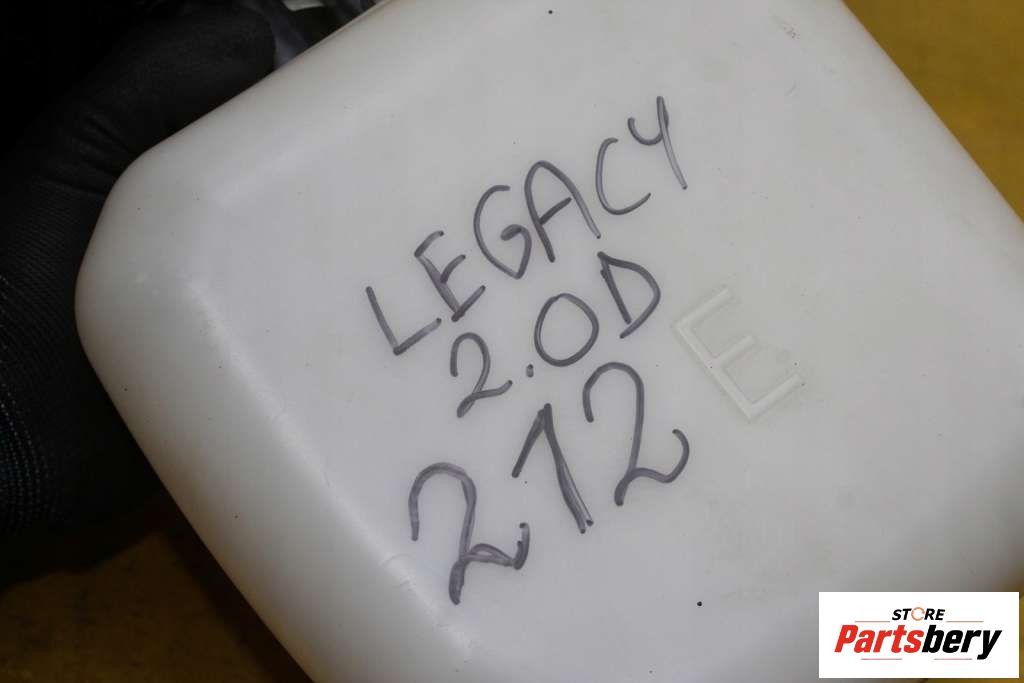 LEGACY
2.0D
212
E
STORE
Partsbery